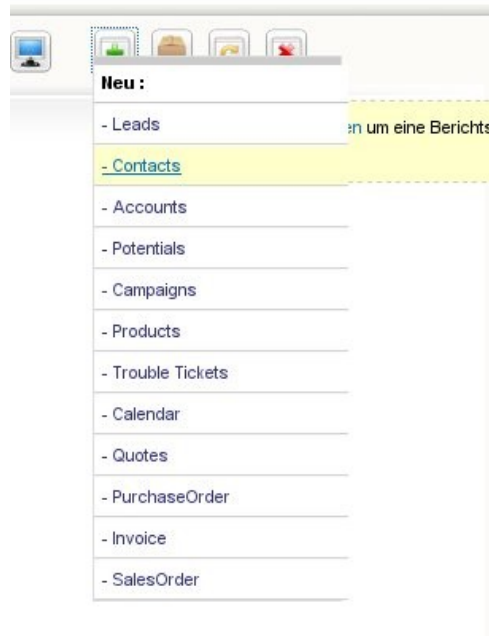 Neu:
- Leads
en um eine Berichts
- Contacts
- Accounts
- Potentials
- Campaigns
- Products
- Trouble Tickets
- Calendar
- Quotes
- PurchaseOrder
- Invoice
- SalesOrder